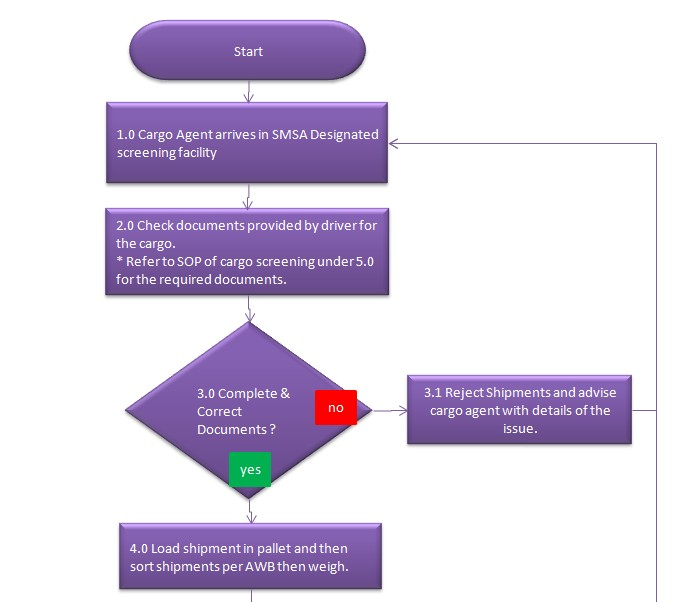 Start
1.0 Cargo Agent arrives in SMSA Designated
screening facility
2.0 Check documents provided by driver for
the cargo.
* Refer to SOP of cargo screening under 5.0
for the required documents.
3.0 Complete &
Correct
Documents ?
no
yes
3.1 Reject Shipments and advise
cargo agent with details of the
issue.
4.0 Load shipment in pallet and then
sort shipments per AWB then weigh.